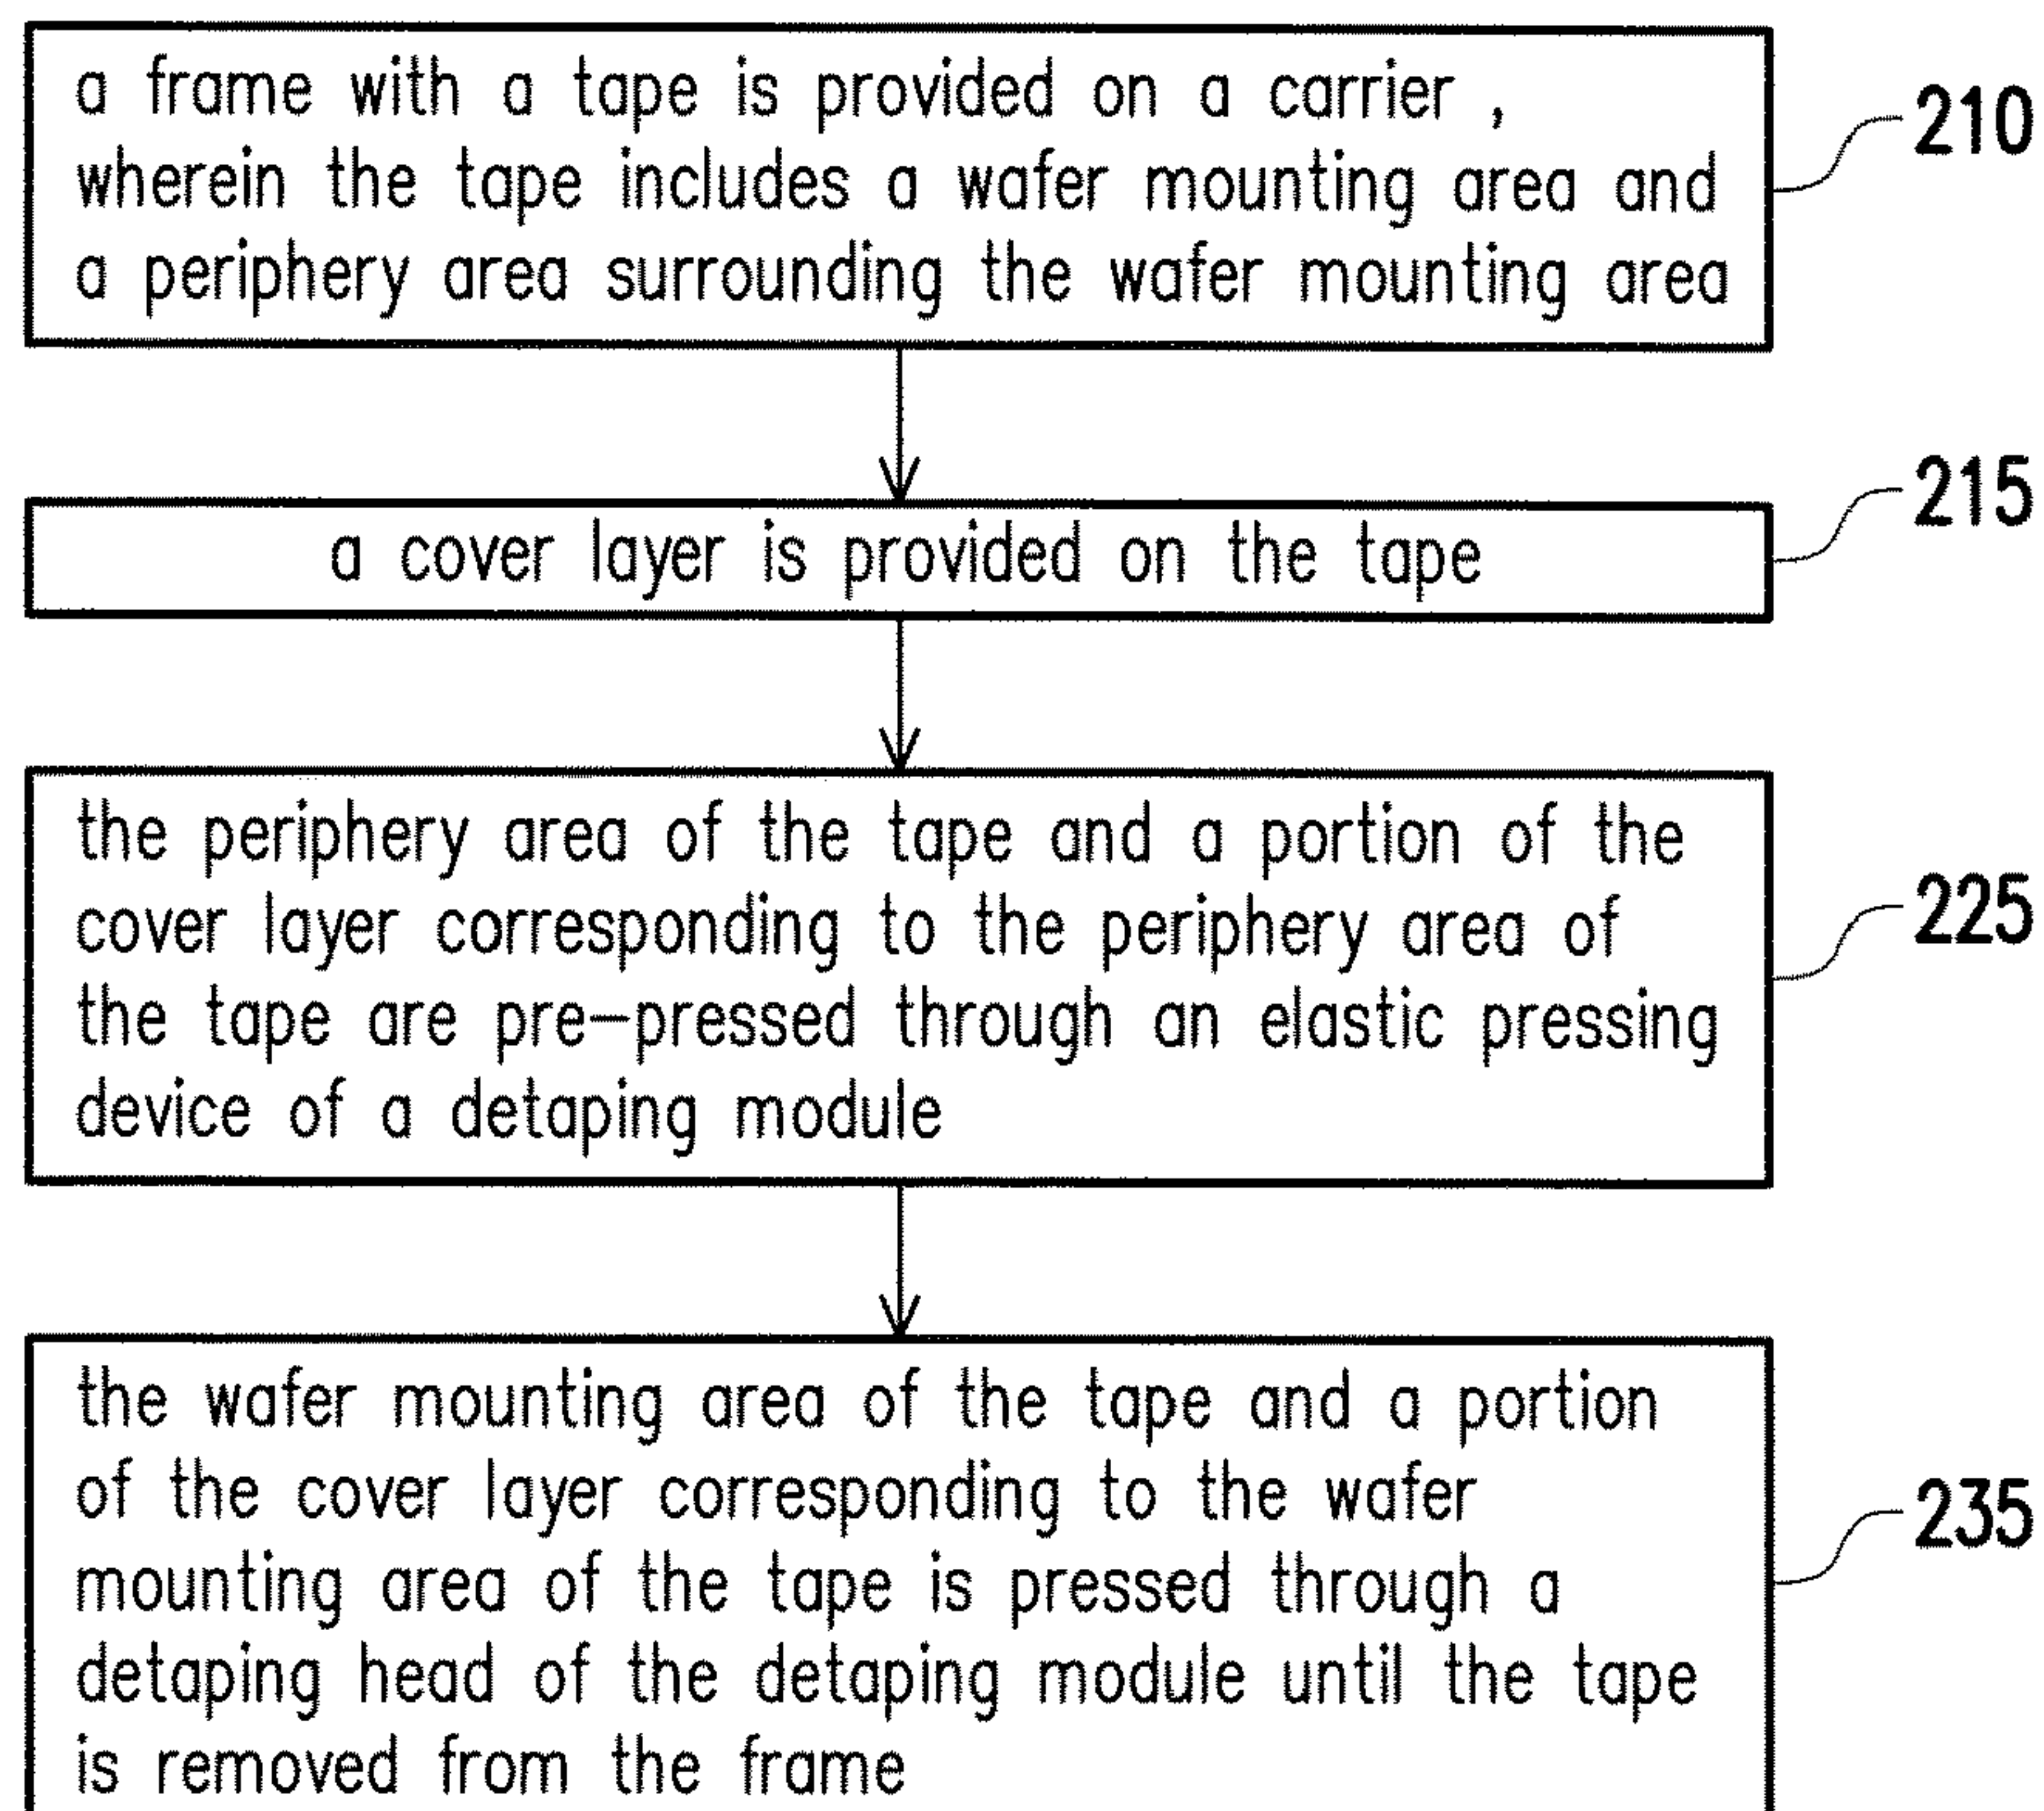 a frame with a tape is provided on a carrier ,
wherein the tape includes a wafer mounting area and
a periphery area surrounding the wafer mounting area
210
a cover layer is provided on the tape
215
the periphery area of the tape and a portion of the
cover layer corresponding to the periphery area of
the tape are pre-pressed through an elastic pressing
device of a detaping module
225
the wafer mounting area of the tape and a portion
of the cover layer corresponding to the wafer
mounting area of the tape is pressed through a
detaping head of the detaping module until the tape
is removed from the frame
235